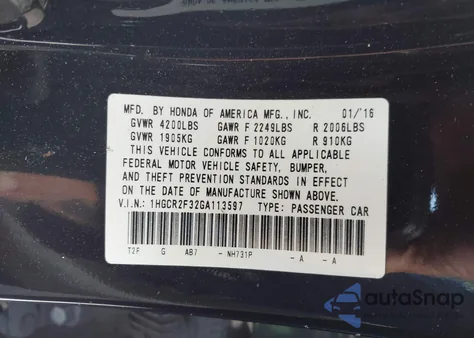 MFD. BY HONDA OF AMERICA MFG., INC. 01/'16
GVWR 4200LBS GAWR F 2249LBS R 2006LBS
GVWR 1905KG GAWR F 1020KG R 910KG
THIS VEHICLE CONFORMS TO ALL APPLICABLE
FEDERAL MOTOR VEHICLE SAFETY, BUMPER,
AND THEFT PREVENTION STANDARDS IN EFFECT
ON THE DATE OF MANUFACTURE SHOWN ABOVE.
V.I.N.: 1HGCR2F32GA113597 TYPE: PASSENGER CAR
T2F G AB7 - NH731P - A - A
autoSnap